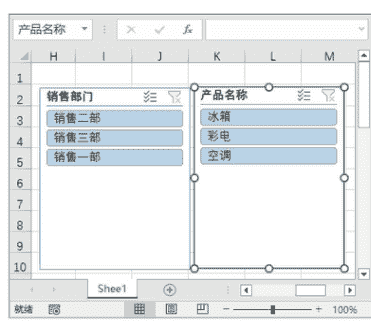 产品名称 fx
H I J K L M
1
2 销售部门 产品名称
3 销售二部 冰箱
4 销售三部 彩电
5 销售一部 空调
6
7
8
9
10
Shee1
就绪 100%